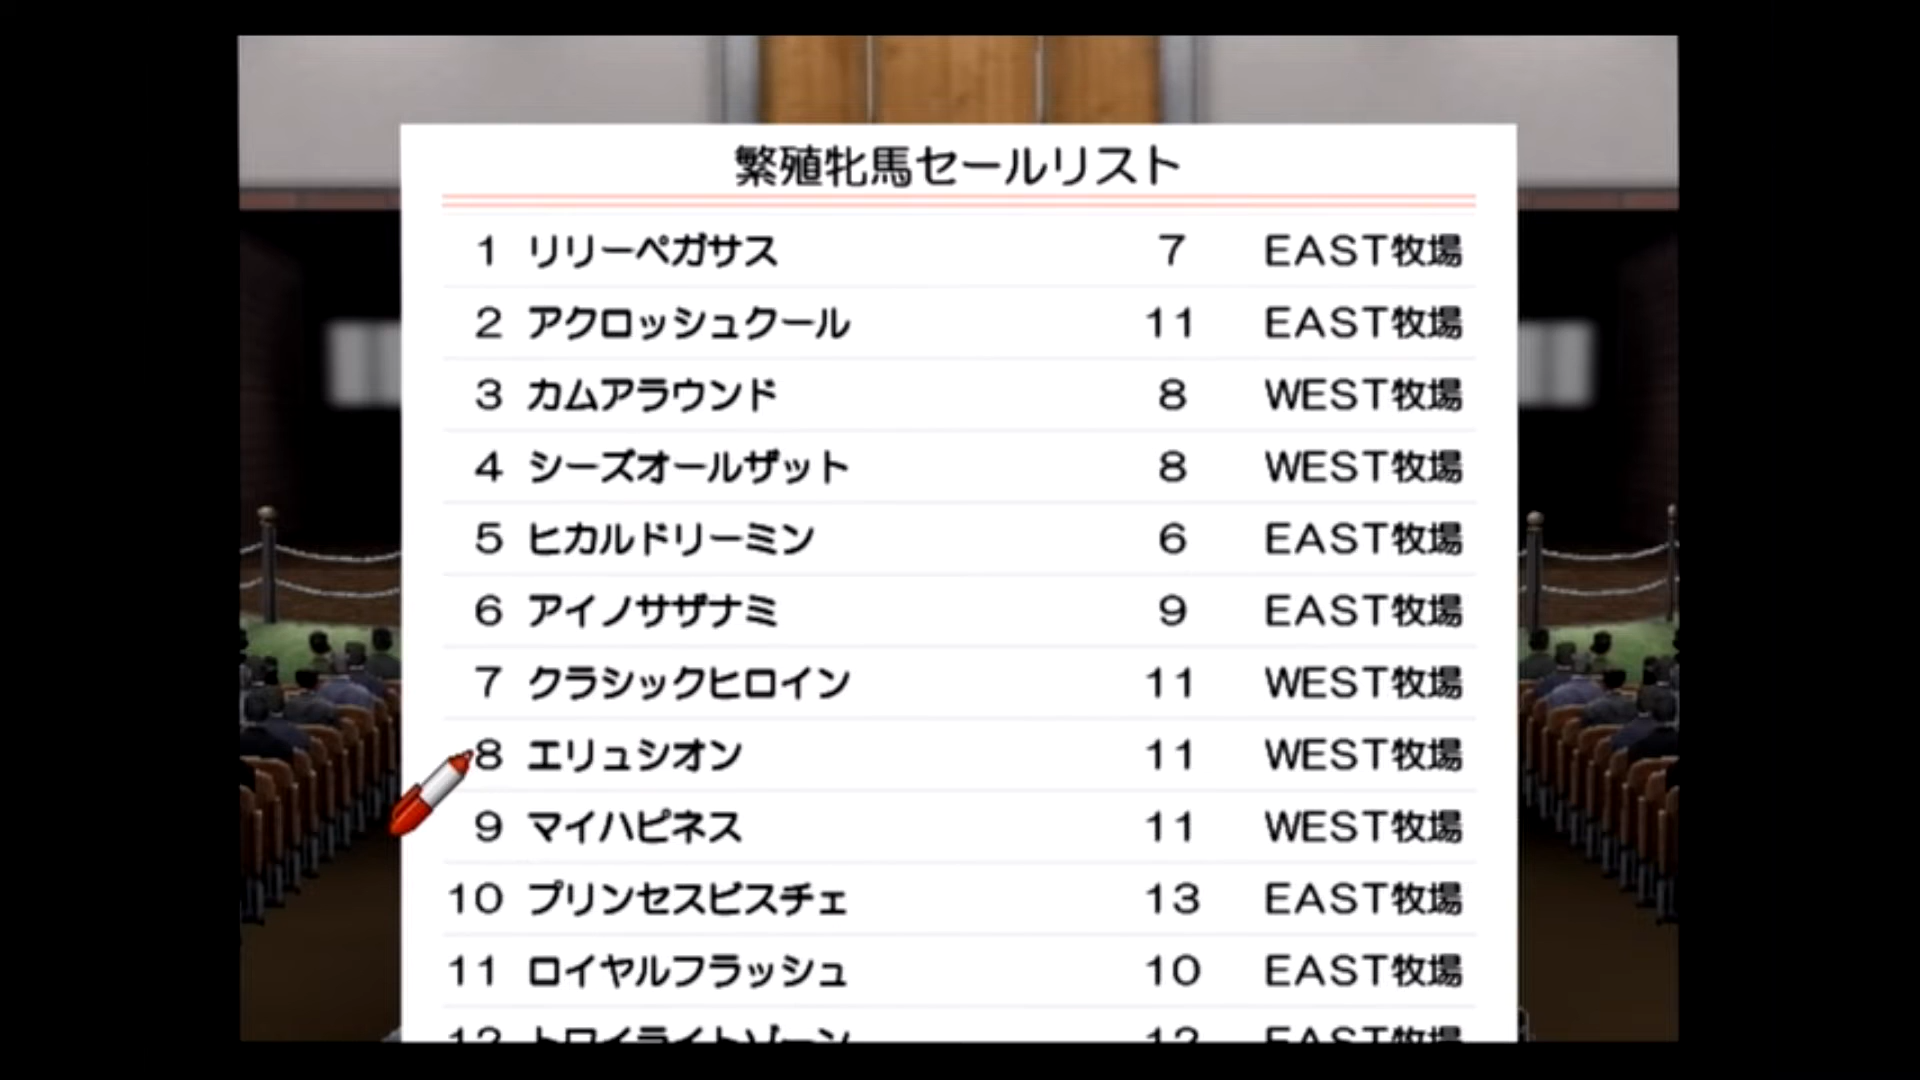 繁殖牝馬セールリスト
1 リリーペガサス 7 EAST牧場
2 アクロッシュクール 11 EAST牧場
3 カムアラウンド 8 WEST牧場
4 シーズオールザット 8 WEST牧場
5 ヒカルドリーミン 6 EAST牧場
6 アイノサザナミ 9 EAST牧場
7 クラシックヒロイン 11 WEST牧場
8 エリュシオン 11 WEST牧場
9 マイハピネス 11 WEST牧場
10 プリンセスビスチェ 13 EAST牧場
11 ロイヤルフラッシュ 10 EAST牧場